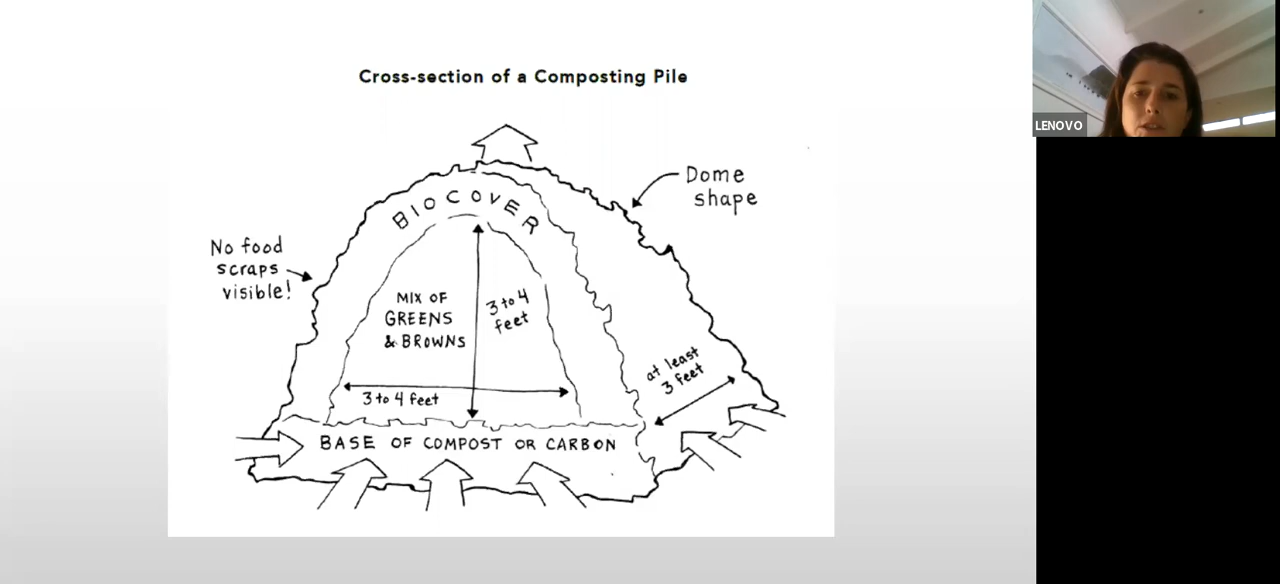 Cross-section of a Composting Pile
LENOVO
Dome
shape
BIOCOVER
No food
scraps
visible!
MIX OF
GREENS
& BROWNS
3 to 4
feet
at least
3 feet
3 to 4 feet
BASE OF COMPOST OR CARBON